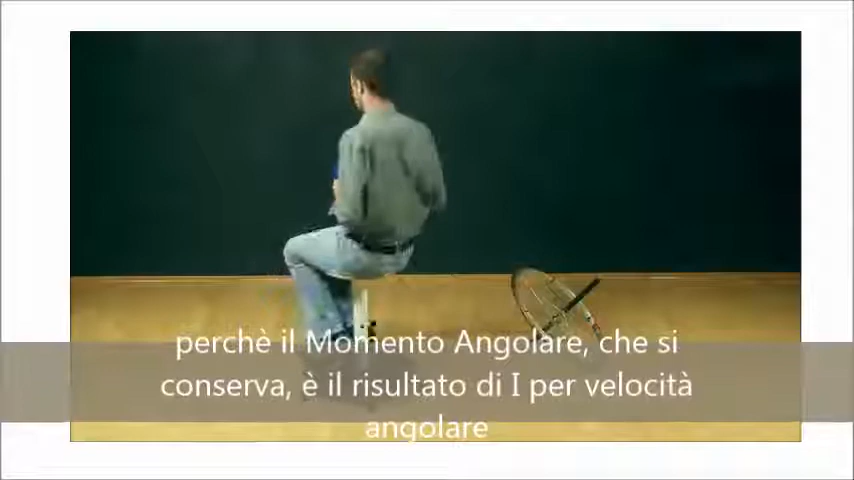 perchè il Momento Angolare, che si
conserva, è il risultato di I per velocità
angolare